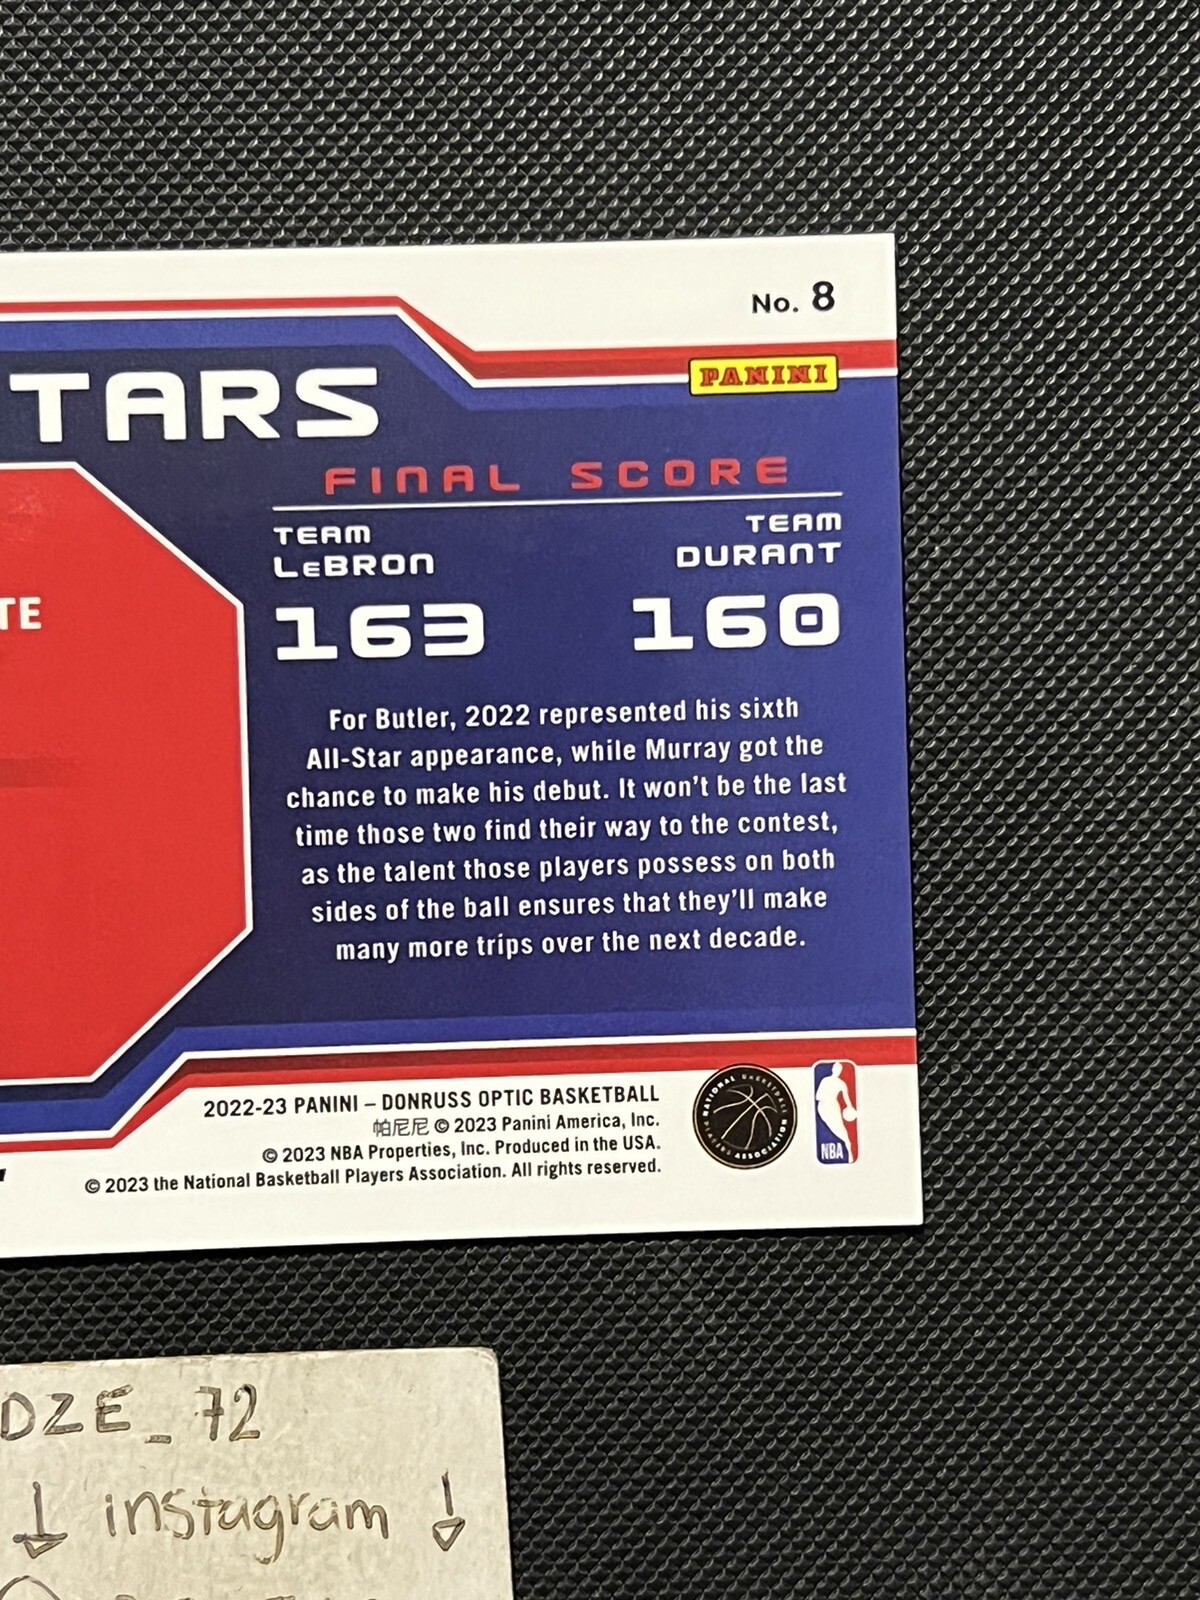 No. 8
PANINI
TARS
FINAL SCORE
TEAM LeBRON
TEAM DURANT
163
160
TE
For Butler, 2022 represented his sixth
All-Star appearance, while Murray got the
chance to make his debut. It won't be the last
time those two find their way to the contest,
as the talent those players possess on both
sides of the ball ensures that they'll make
many more trips over the next decade.
2022-23 PANINI – DONRUSS OPTIC BASKETBALL
帕尼尼 © 2023 Panini America, Inc.
© 2023 NBA Properties, Inc. Produced in the USA.
© 2023 the National Basketball Players Association. All rights reserved.
NATIONAL BASKETBALL PLAYERS ASSOCIATION
NBA
DZE_72
instagram